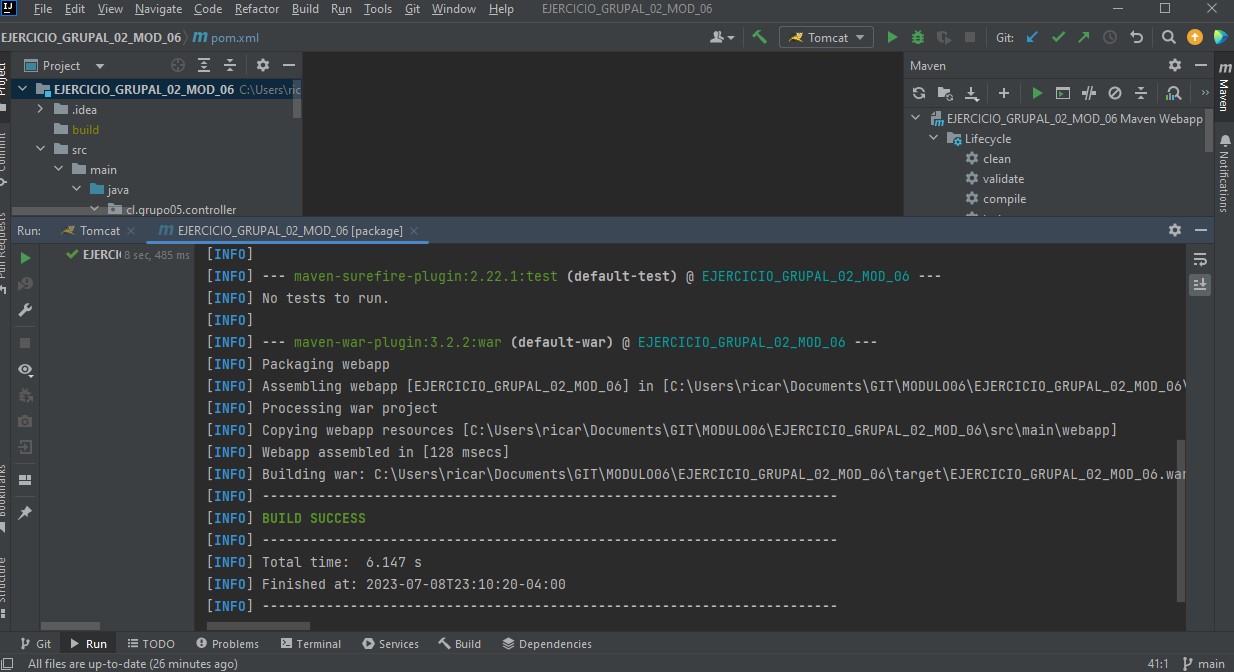 File Edit View Navigate Code Refactor Build Run Tools Git Window Help EJERCICIO_GRUPAL_02_MOD_06
EJERCICIO_GRUPAL_02_MOD_06 m pom.xml Tomcat Git:
Project
Maven
EJERCICIO_GRUPAL_02_MOD_06 C:\Users\ric
.idea
build
src
main
java
cl.grupo05.controller
EJERCICIO_GRUPAL_02_MOD_06 Maven Webapp
Lifecycle
clean
validate
compile
Project
Commit
Pull Requests
Bookmarks
Structure
Maven
Notifications
Run: Tomcat EJERCICIO_GRUPAL_02_MOD_06 [package]
EJERCI 8 sec, 485 ms
[INFO]
[INFO] --- maven-surefire-plugin:2.22.1:test (default-test) @ EJERCICIO_GRUPAL_02_MOD_06 ---
[INFO] No tests to run.
[INFO]
[INFO] --- maven-war-plugin:3.2.2:war (default-war) @ EJERCICIO_GRUPAL_02_MOD_06 ---
[INFO] Packaging webapp
[INFO] Assembling webapp [EJERCICIO_GRUPAL_02_MOD_06] in [C:\Users\ricar\Documents\GIT\MODULO06\EJERCICIO_GRUPAL_02_MOD_06\
[INFO] Processing war project
[INFO] Copying webapp resources [C:\Users\ricar\Documents\GIT\MODULO06\EJERCICIO_GRUPAL_02_MOD_06\src\main\webapp]
[INFO] Webapp assembled in [128 msecs]
[INFO] Building war: C:\Users\ricar\Documents\GIT\MODULO06\EJERCICIO_GRUPAL_02_MOD_06\target\EJERCICIO_GRUPAL_02_MOD_06.war
[INFO] ------------------------------------------------------------------------
[INFO] BUILD SUCCESS
[INFO] ------------------------------------------------------------------------
[INFO] Total time:  6.147 s
[INFO] Finished at: 2023-07-08T23:10:20-04:00
[INFO] ------------------------------------------------------------------------
Git Run TODO Problems Terminal Services Build Dependencies
All files are up-to-date (26 minutes ago) 41:1 main